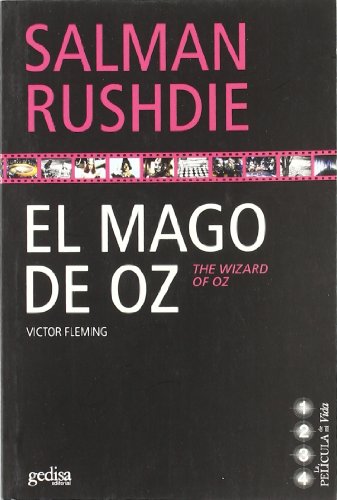 SALMAN
RUSHDIE
EL MAGO
DE OZ
THE WIZARD
OF OZ
VICTOR FLEMING
gedisa
editorial
1
2
3
4
La
PELÍCULA de
mi Vida